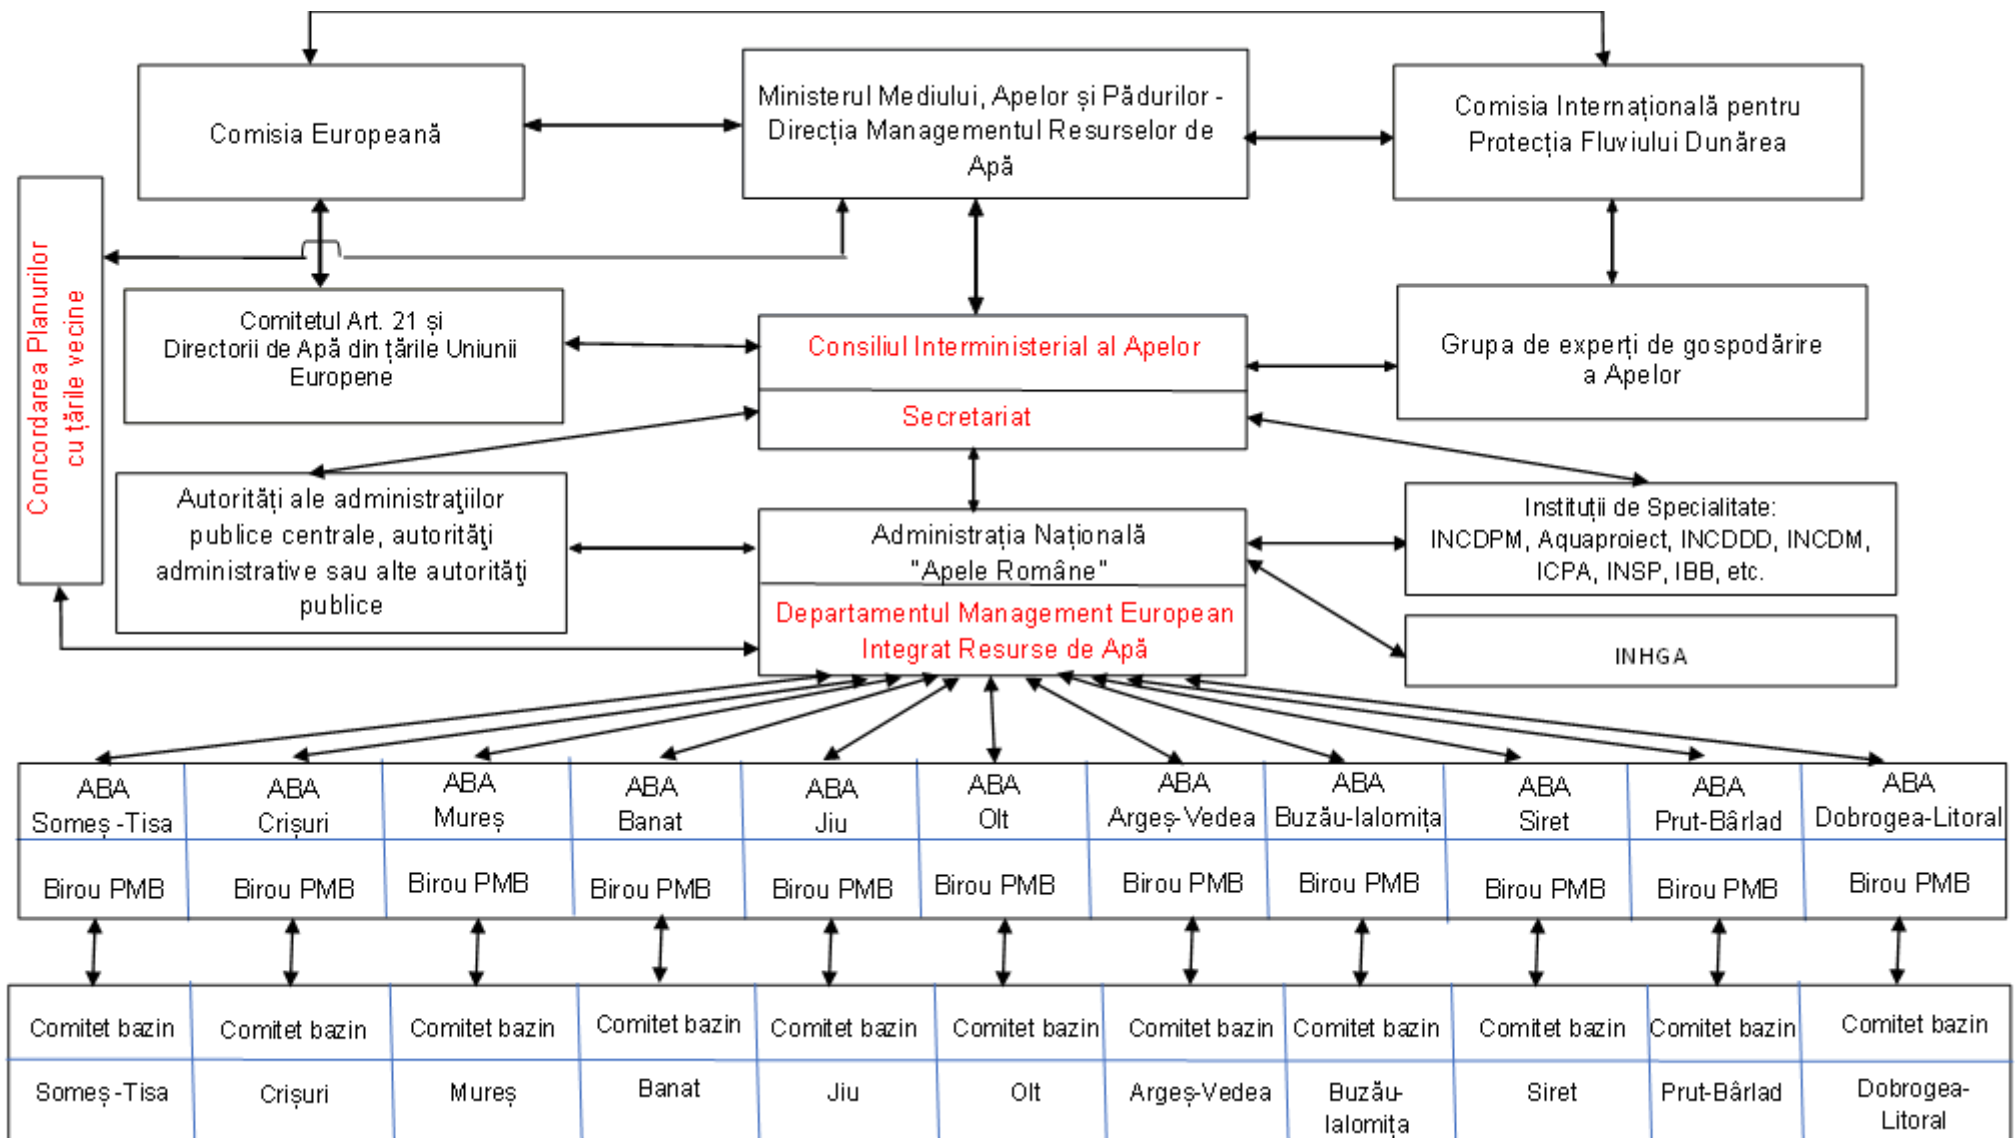 Comisia Europeană
Ministerul Mediului, Apelor și Pădurilor -
Direcția Managementul Resurselor de
Apă
Comisia Internațională pentru
Protecția Fluviului Dunărea
Concordarea Planurilor
cu țările vecine
Comitetul Art. 21 și
Directorii de Apă din țările Uniunii
Europene
Consiliul Interministerial al Apelor
Secretariat
Grupa de experți de gospodărire
a Apelor
Autorități ale administraţiilor
publice centrale, autorităţi
administrative sau alte autorităţi
publice
Administrația Națională
"Apele Române"
Departamentul Management European
Integrat Resurse de Apă
Instituții de Specialitate:
INCDPM, Aquaproiect, INCDDD, INCDM,
ICPA, INSP, IBB, etc.
INHGA
ABA
Someș -Tisa
Birou PMB
ABA
Crișuri
Birou PMB
ABA
Mureș
Birou PMB
ABA
Banat
Birou PMB
ABA
Jiu
Birou PMB
ABA
Olt
Birou PMB
ABA
Argeș-Vedea
Birou PMB
ABA
Buzău-Ialomița
Birou PMB
ABA
Siret
Birou PMB
ABA
Prut-Bârlad
Birou PMB
ABA
Dobrogea-Litoral
Birou PMB
Comitet bazin
Someș -Tisa
Comitet bazin
Crișuri
Comitet bazin
Mureș
Comitet bazin
Banat
Comitet bazin
Jiu
Comitet bazin
Olt
Comitet bazin
Argeș-Vedea
Comitet bazin
Buzău-
Ialomița
Comitet bazin
Siret
Comitet bazin
Prut-Bârlad
Comitet bazin
Dobrogea-
Litoral